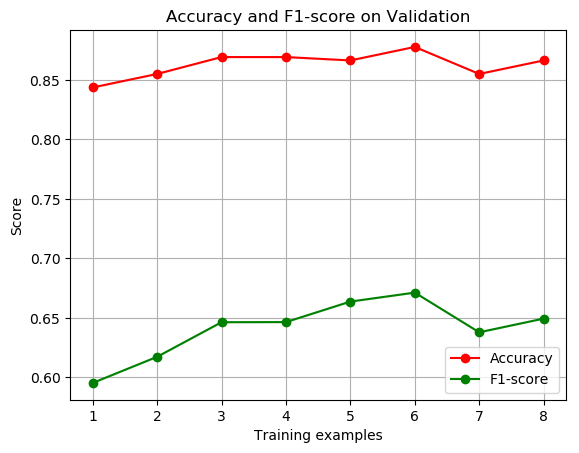 Accuracy and F1-score on Validation
Score
0.85
0.80
0.75
0.70
0.65
0.60
Accuracy
F1-score
1 2 3 4 5 6 7 8
Training examples